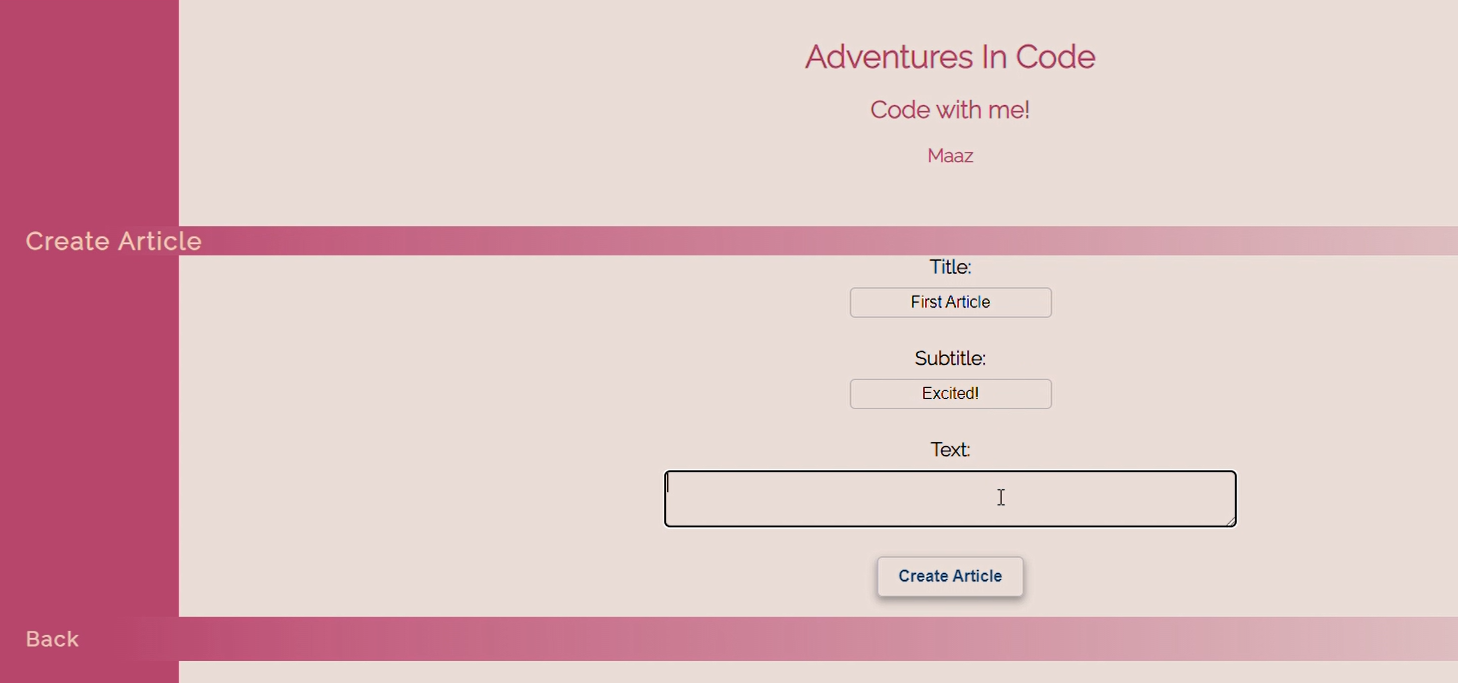 Adventures In Code
Code with me!
Maaz
Create Article
Title:
First Article
Subtitle:
Excited!
Text:
Create Article
Back